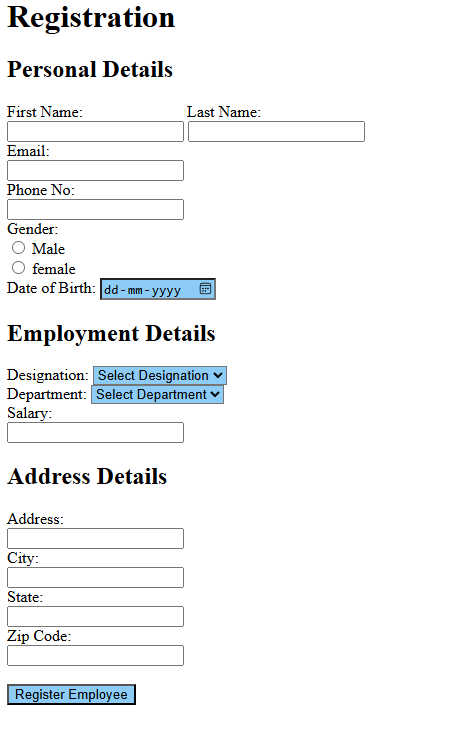 Registration
Personal Details
First Name: Last Name:
Email:
Phone No:
Gender:
Male
female
Date of Birth: dd-mm-yyyy
Employment Details
Designation: Select Designation
Department: Select Department
Salary:
Address Details
Address:
City:
State:
Zip Code:
Register Employee